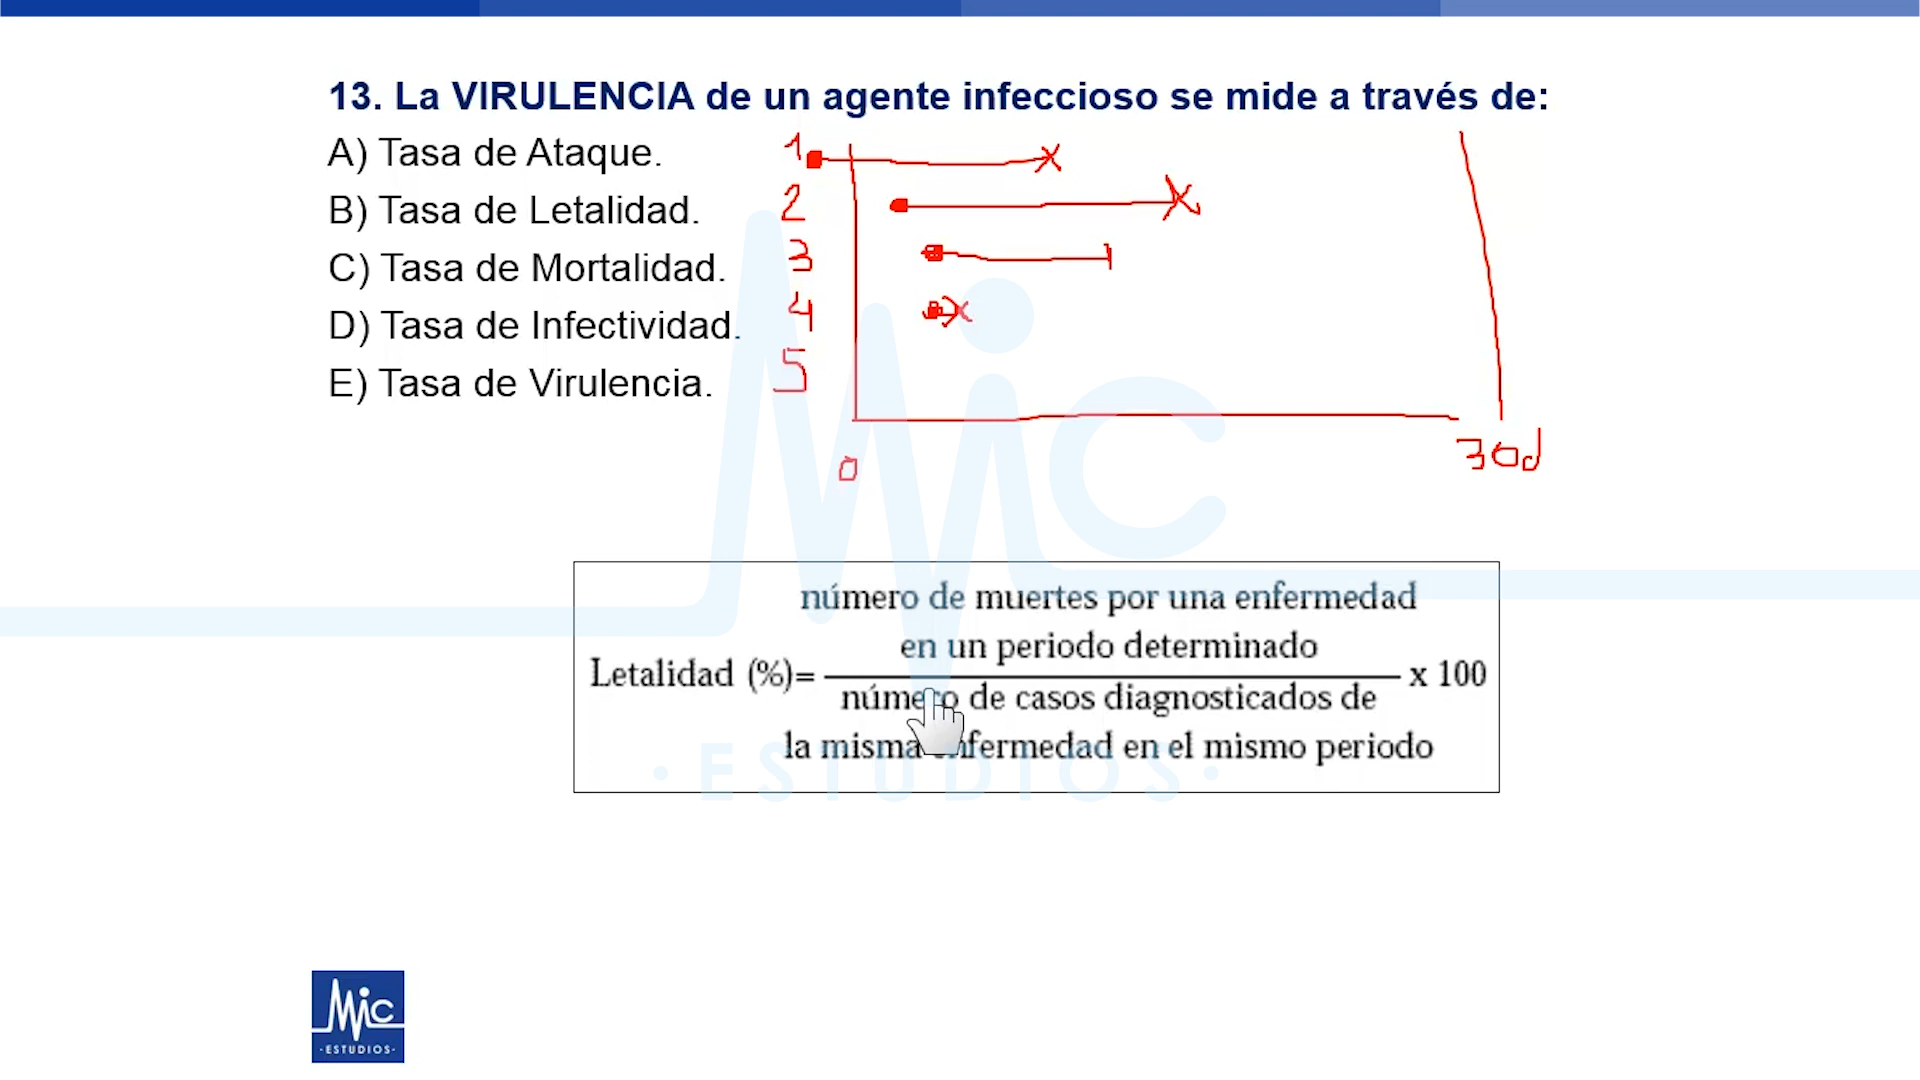 13. La VIRULENCIA de un agente infeccioso se mide a través de:
A) Tasa de Ataque.
B) Tasa de Letalidad.
C) Tasa de Mortalidad.
D) Tasa de Infectividad.
E) Tasa de Virulencia.
1
2
3
4
5
0
30d
número de muertes por una enfermedad
en un periodo determinado
Letalidad (%)= x 100
número de casos diagnosticados de
la misma enfermedad en el mismo periodo
Mic
·ESTUDIOS·
Mic
·ESTUDIOS·